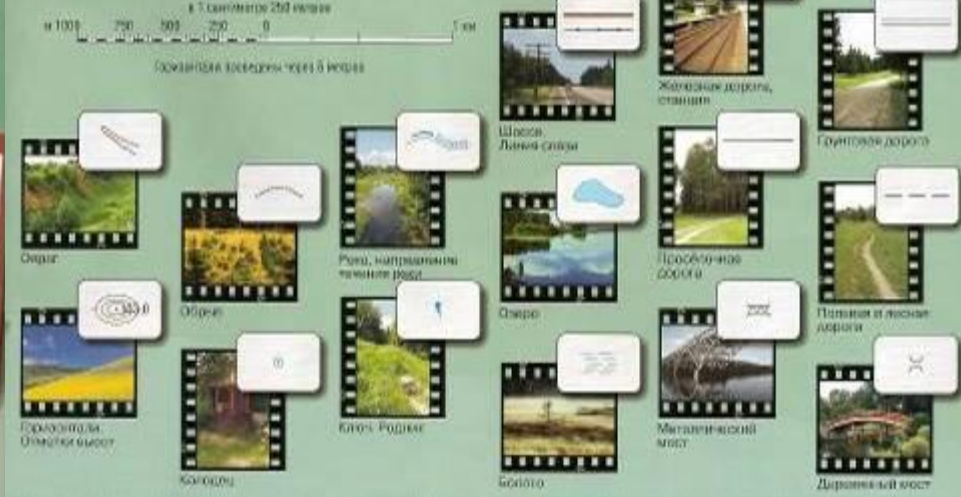 в 1 сантиметре 250 метров
м 1000 750 500 250 0 1 км
Горизонтали проведены через 5 метров
Шоссе.
Линия связи
Железная дорога,
станция
Грунтовая дорога
Овраг
Обрыв
Река, направление
течения реки
Озеро
Просёлочная
дорога
Полевая и лесная
дорога
Горизонтали.
Отметки высот
Колодец
Ключ. Родник
Болото
Металлический
мост
Деревянный мост